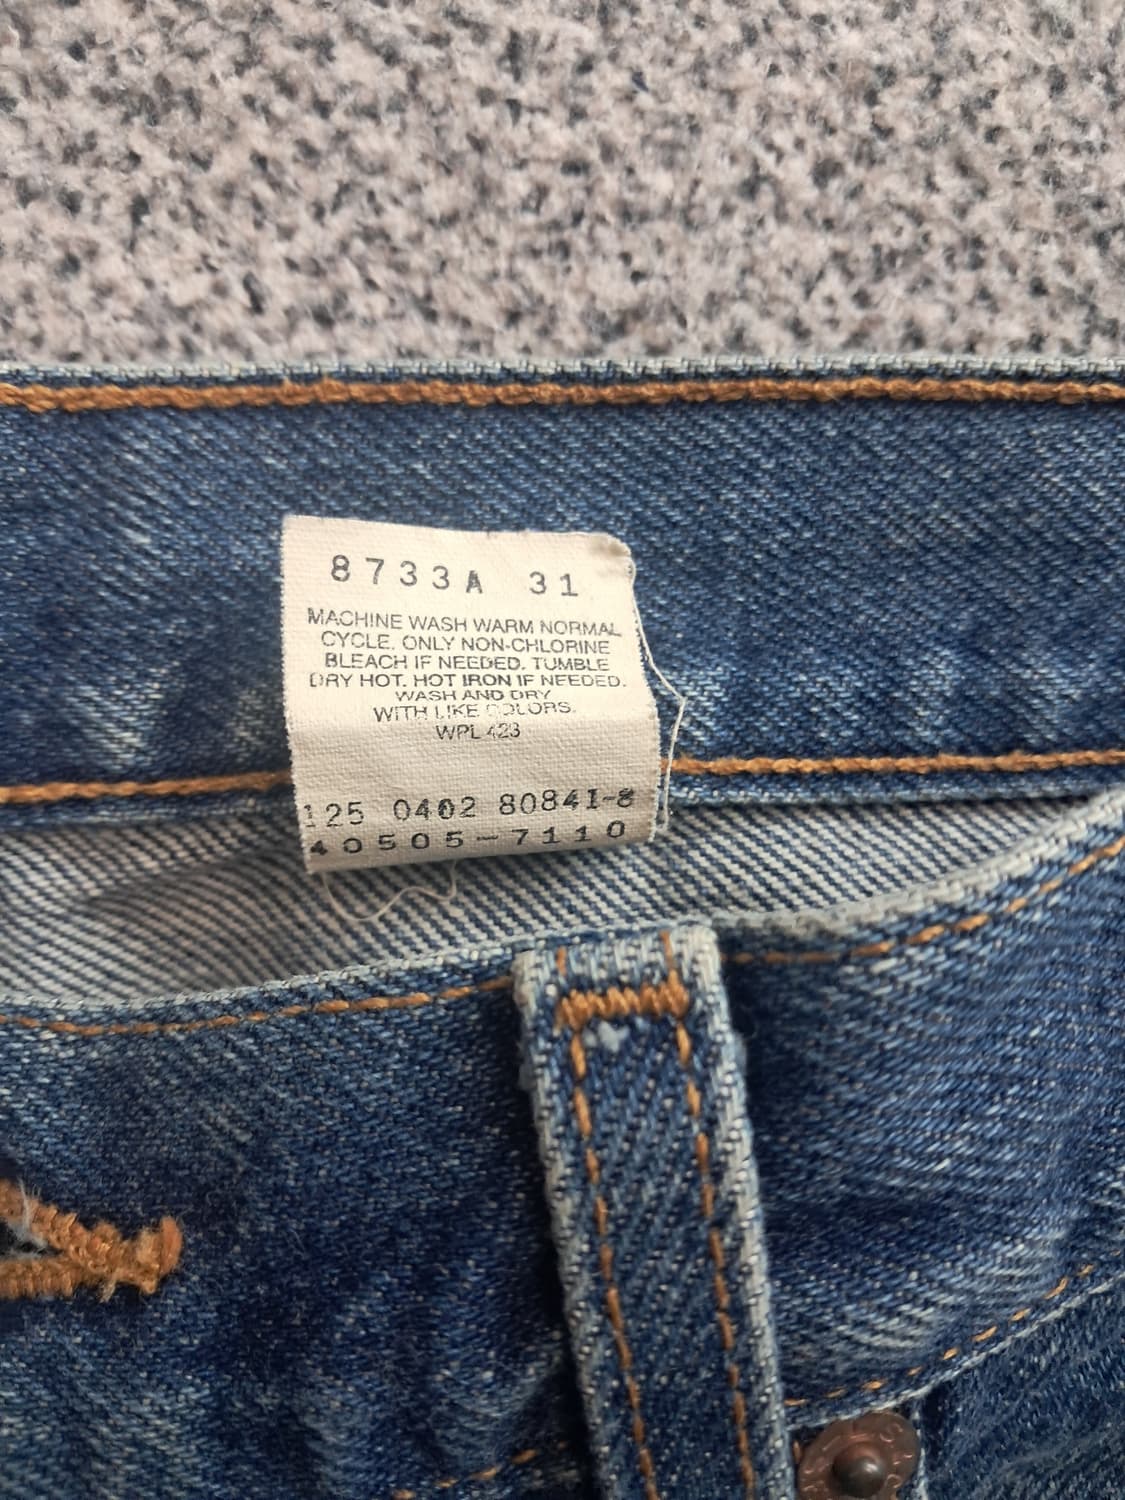 8733A 31
MACHINE WASH WARM NORMAL
CYCLE. ONLY NON-CHLORINE
BLEACH IF NEEDED. TUMBLE
DRY HOT. HOT IRON IF NEEDED.
WASH AND DRY
WITH LIKE COLORS.
WPL 423
125 0402 80841-8
40505-7110